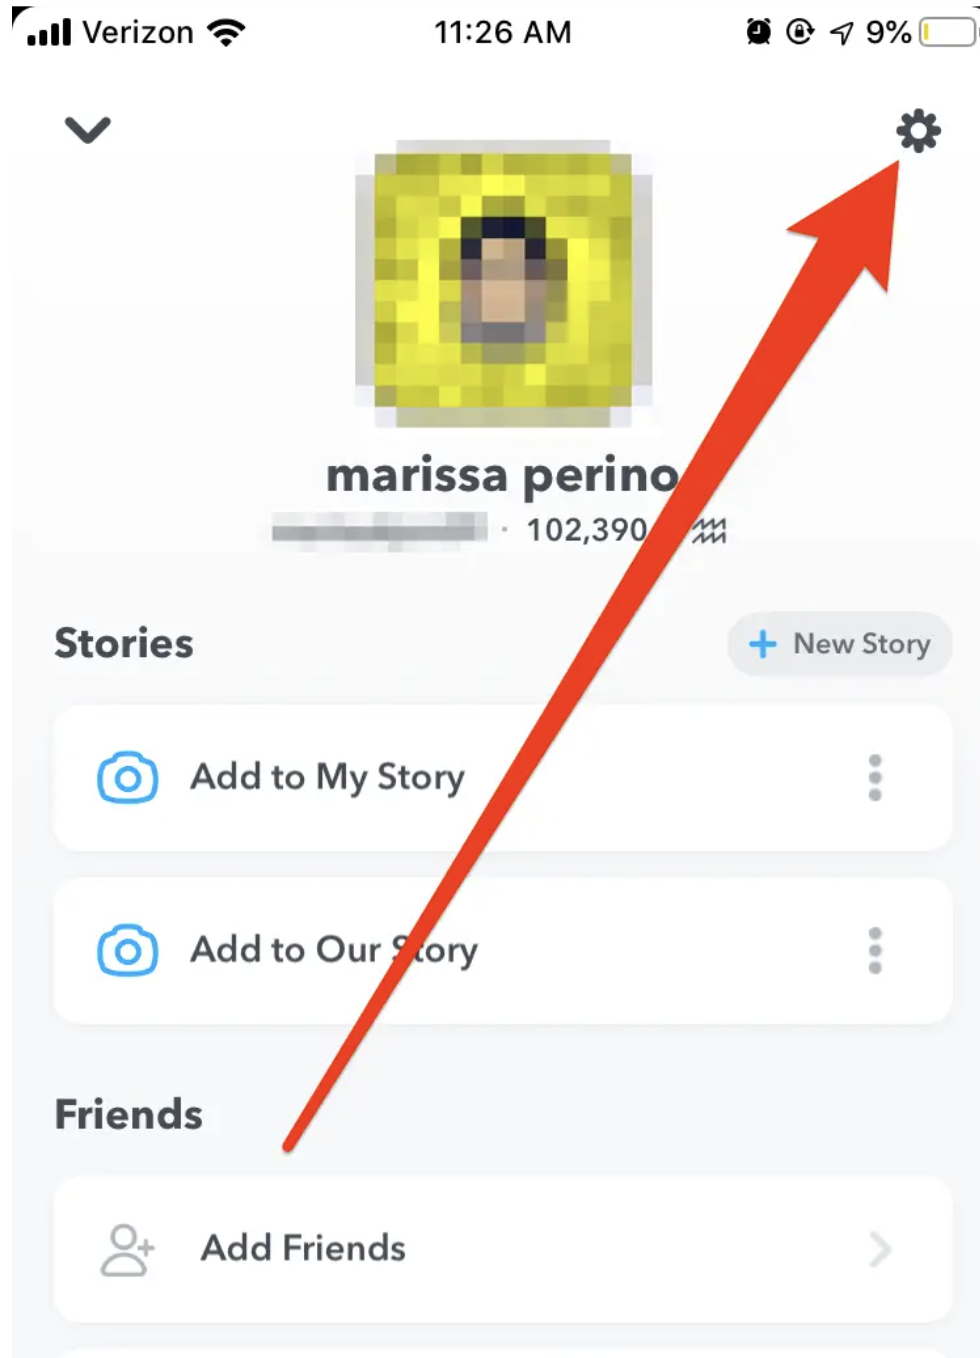 Verizon 11:26 AM 9%
marissa perino
· 102,390
Stories
+ New Story
Add to My Story
Add to Our Story
Friends
Add Friends